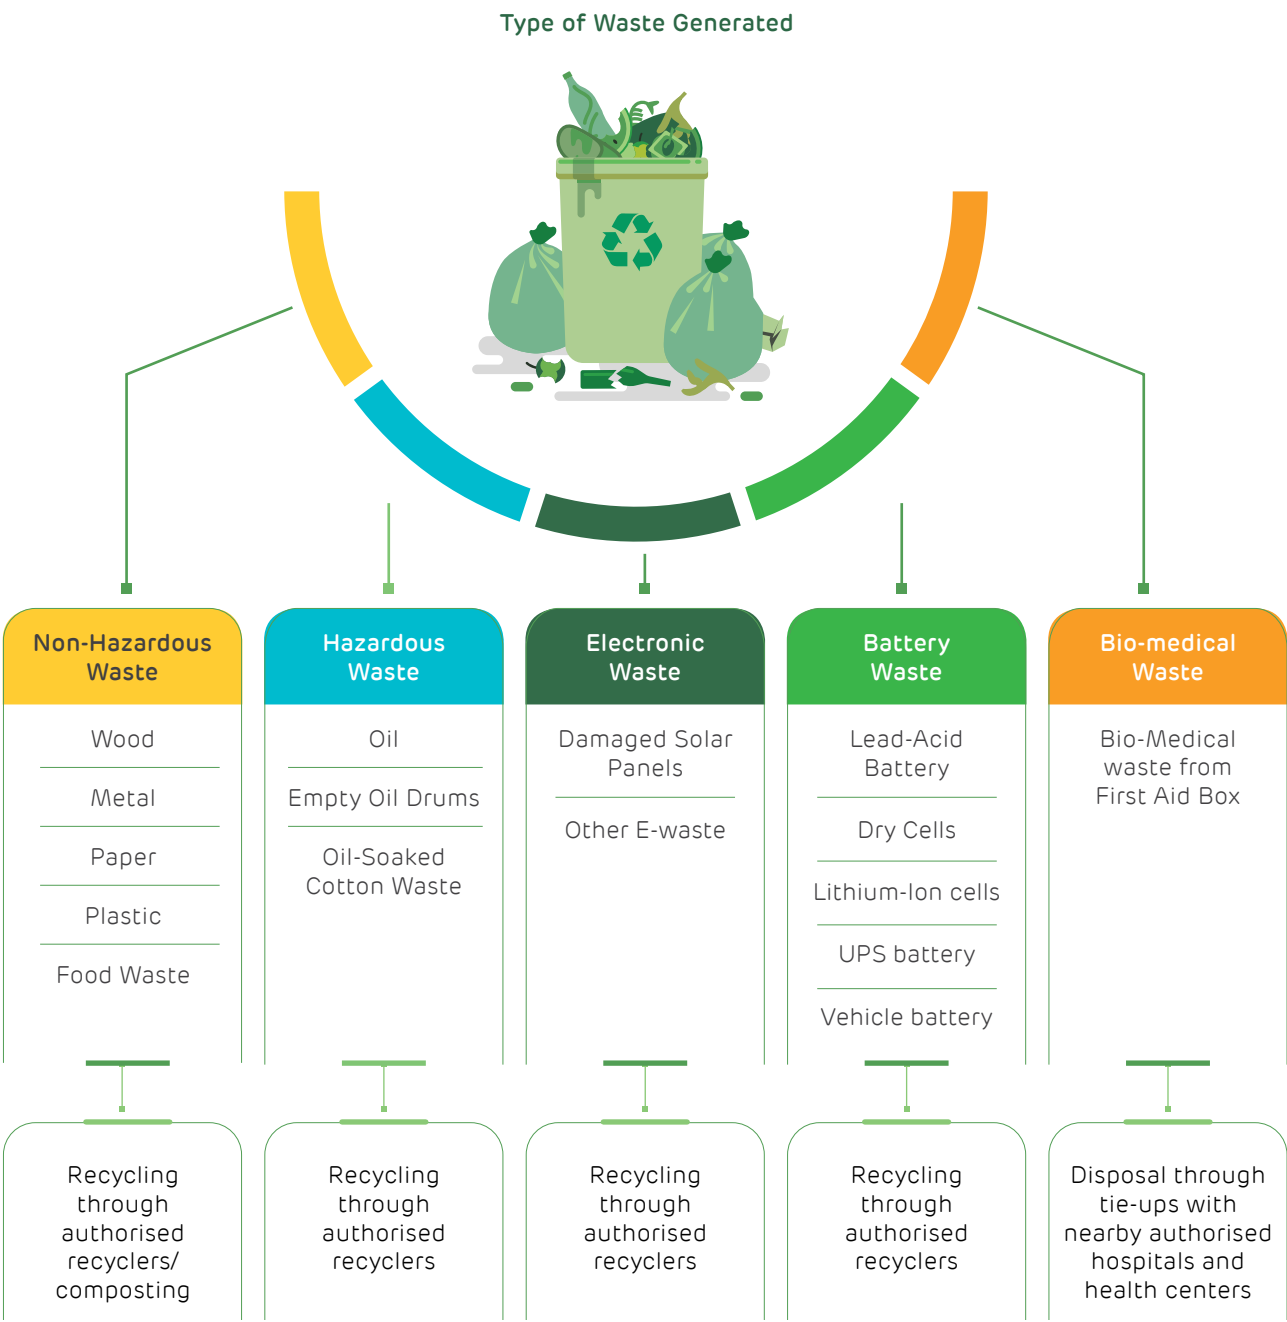 Type of Waste Generated
Non-Hazardous
Waste
Wood
Metal
Paper
Plastic
Food Waste
Recycling
through
authorised
recyclers/
composting
Hazardous
Waste
Oil
Empty Oil Drums
Oil-Soaked
Cotton Waste
Recycling
through
authorised
recyclers
Electronic
Waste
Damaged Solar
Panels
Other E-waste
Recycling
through
authorised
recyclers
Battery
Waste
Lead-Acid
Battery
Dry Cells
Lithium-Ion cells
UPS battery
Vehicle battery
Recycling
through
authorised
recyclers
Bio-medical
Waste
Bio-Medical
waste from
First Aid Box
Disposal through
tie-ups with
nearby authorised
hospitals and
health centers